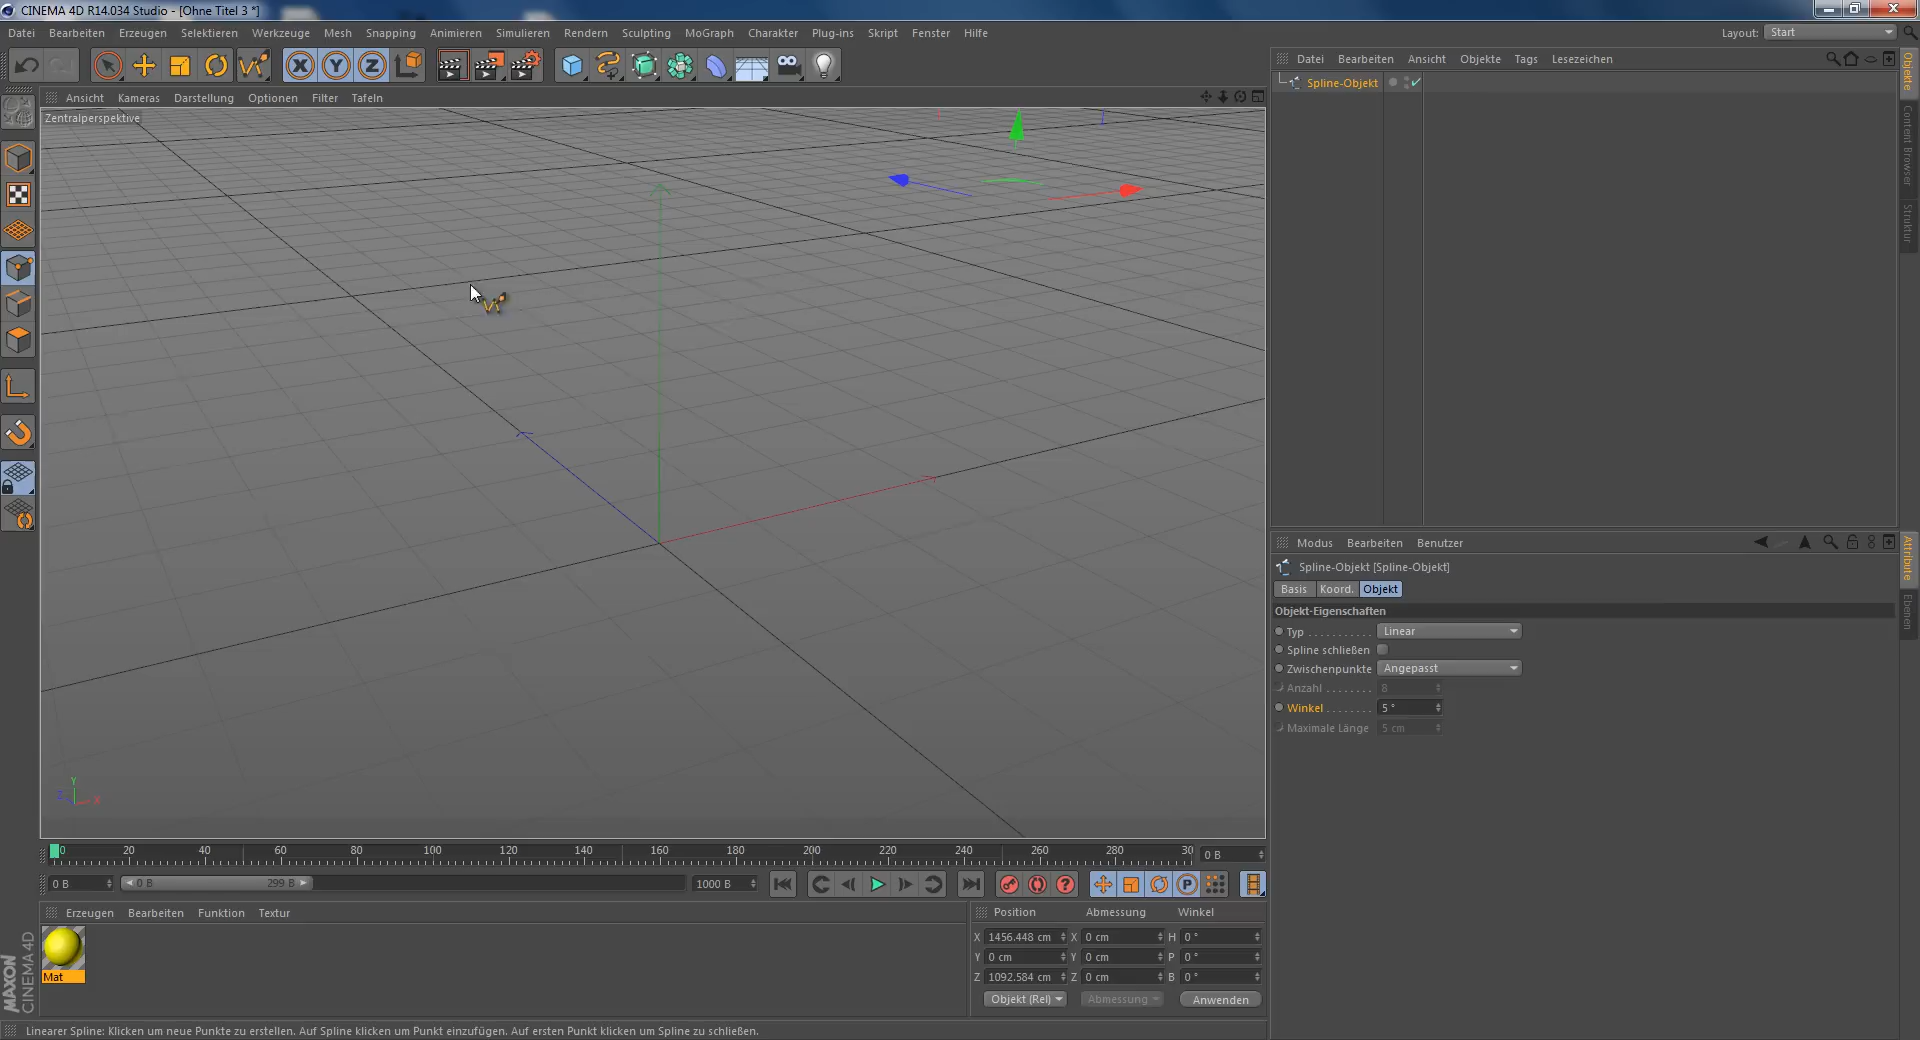 CINEMA 4D R14.034 Studio - [Ohne Titel 3 *]
Datei Bearbeiten Erzeugen Selektieren Werkzeuge Mesh Snapping Animieren Simulieren Rendern Sculpting MoGraph Charakter Plug-ins Skript Fenster Hilfe Layout: Start
X Y Z
Datei Bearbeiten Ansicht Objekte Tags Lesezeichen
Spline-Objekt
Objekte
Content Browser
Struktur
Ansicht Kameras Darstellung Optionen Filter Tafeln
Zentralperspektive
Y
Z X
Modus Bearbeiten Benutzer
Spline-Objekt [Spline-Objekt]
Basis Koord. Objekt
Objekt-Eigenschaften
Typ . . . . . . . . . . Linear
Spline schließen
Zwischenpunkte Angepasst
Anzahl . . . . . . . . 8
Winkel . . . . . . . . 5 °
Maximale Länge 5 cm
Attribute
Ebenen
0 20 40 60 80 100 120 140 160 180 200 220 240 260 280 30 0 B
0 B 0 B 299 B 1000 B P
Erzeugen Bearbeiten Funktion Textur
Mat
Position Abmessung Winkel
X 1456.448 cm X 0 cm H 0 °
Y 0 cm Y 0 cm P 0 °
Z 1092.584 cm Z 0 cm B 0 °
Objekt (Rel) Abmessung Anwenden
MAXON
CINEMA 4D
Linearer Spline: Klicken um neue Punkte zu erstellen. Auf Spline klicken um Punkt einzufügen. Auf ersten Punkt klicken um Spline zu schließen.